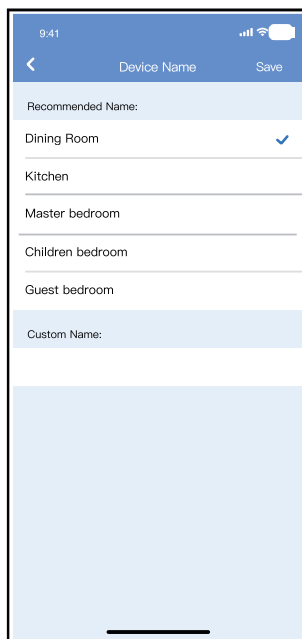 9:41
Device Name Save
Recommended Name:
Dining Room
Kitchen
Master bedroom
Children bedroom
Guest bedroom
Custom Name: